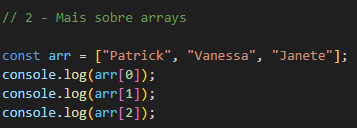 // 2 - Mais sobre arrays
const arr = ["Patrick", "Vanessa", "Janete"];
console.log(arr[0]);
console.log(arr[1]);
console.log(arr[2]);